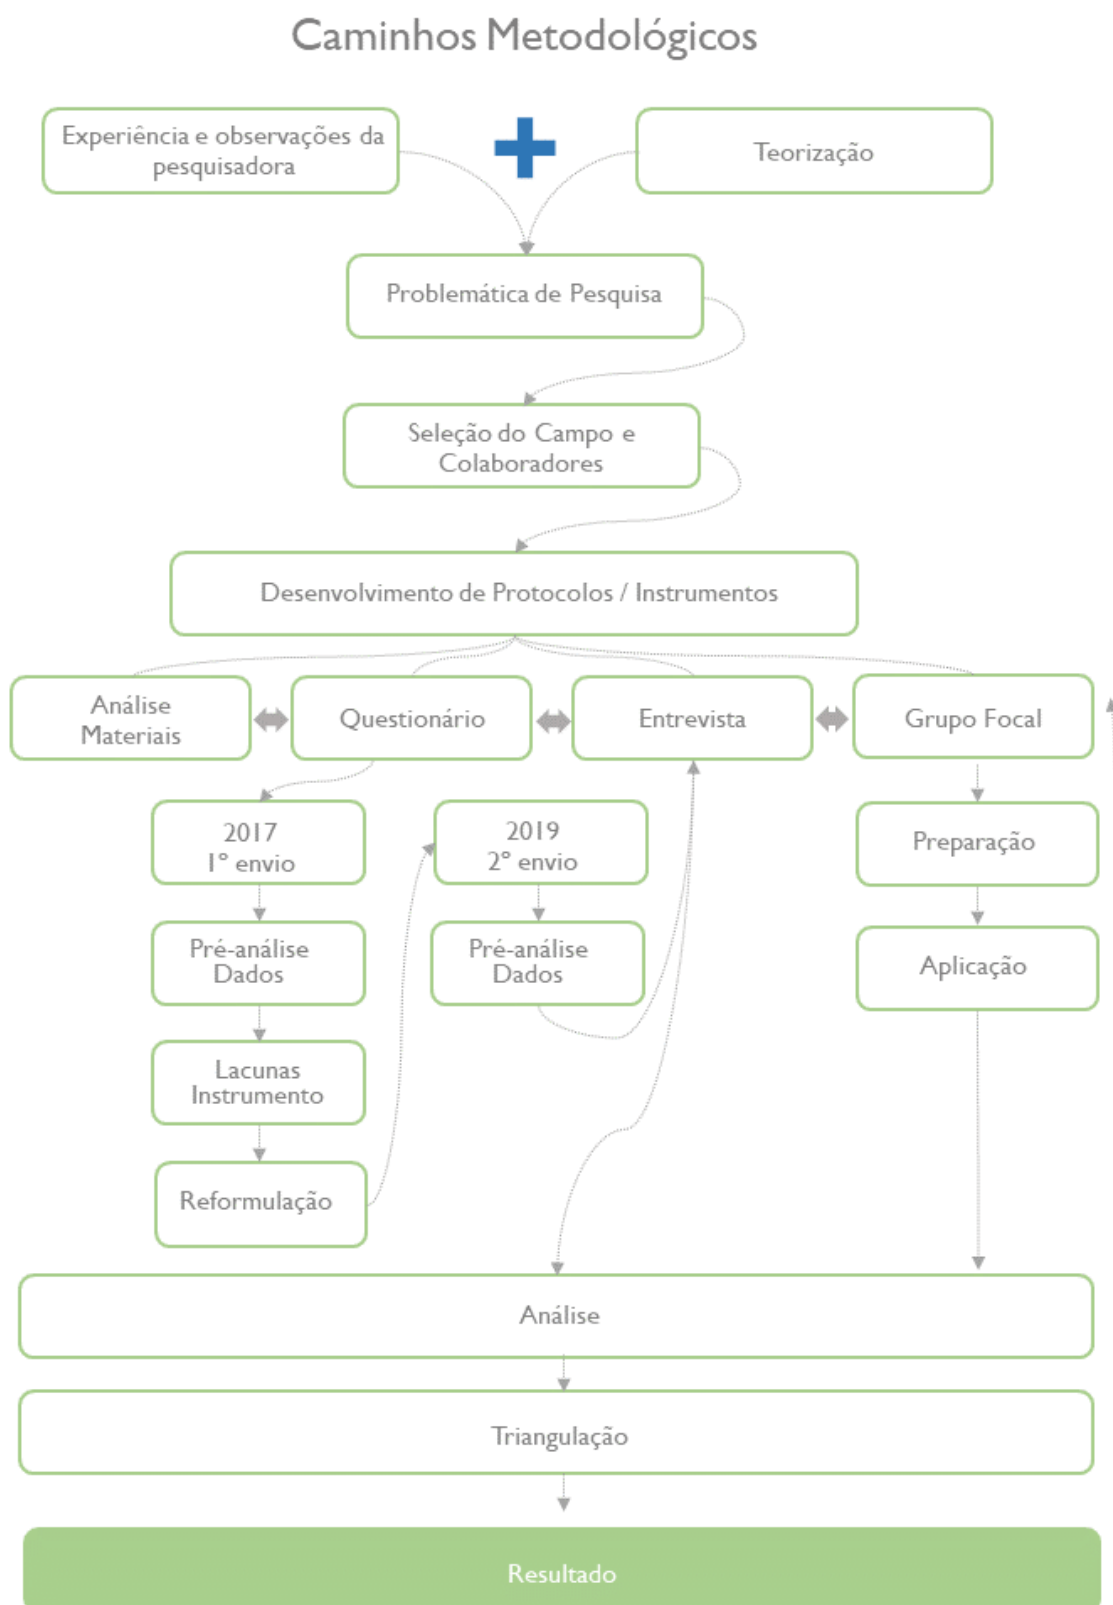 Caminhos Metodológicos
Experiência e observações da
pesquisadora
Teorização
Problemática de Pesquisa
Seleção do Campo e
Colaboradores
Desenvolvimento de Protocolos / Instrumentos
Análise
Materiais
Questionário
Entrevista
Grupo Focal
2017
1º envio
2019
2º envio
Preparação
Pré-análise
Dados
Pré-análise
Dados
Aplicação
Lacunas
Instrumento
Reformulação
Análise
Triangulação
Resultado